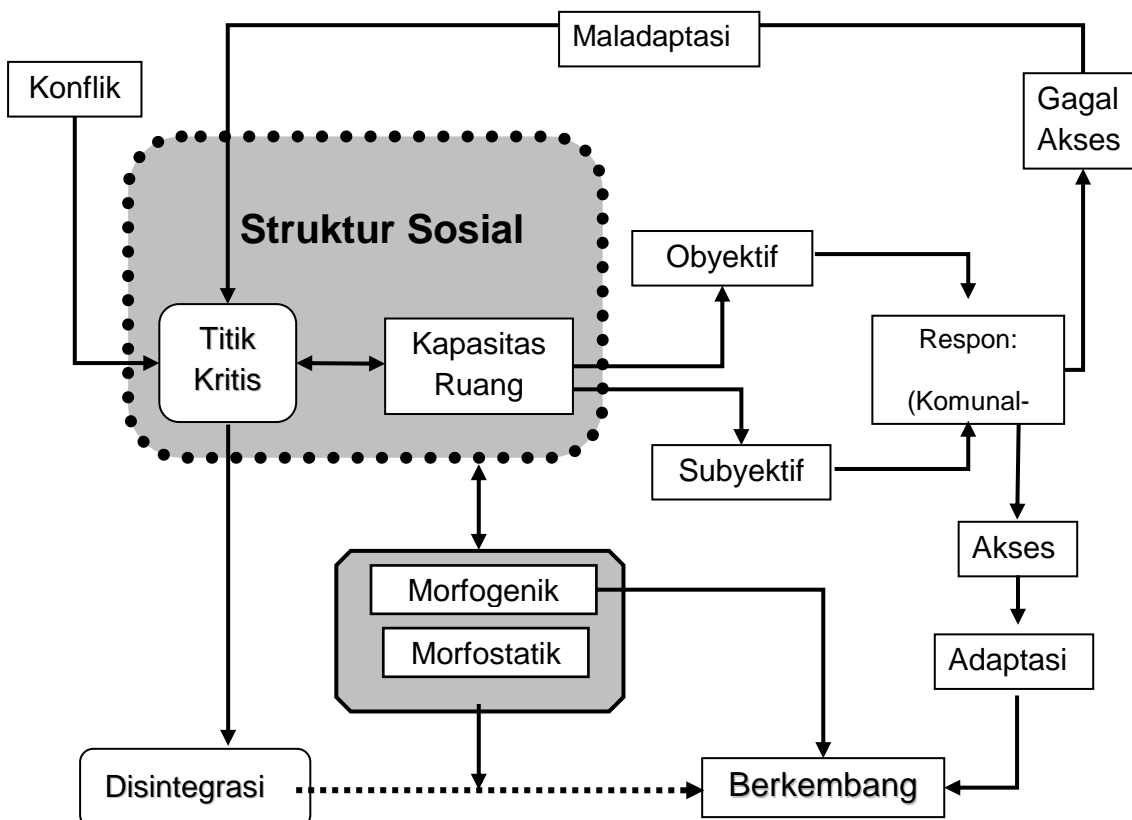 Maladaptasi
Konflik
Gagal
Akses
Struktur Sosial
Obyektif
Titik
Kritis
Kapasitas
Ruang
Respon:
(Komunal-
Subyektif
Akses
Morfogenik
Morfostatik
Adaptasi
Disintegrasi
Berkembang